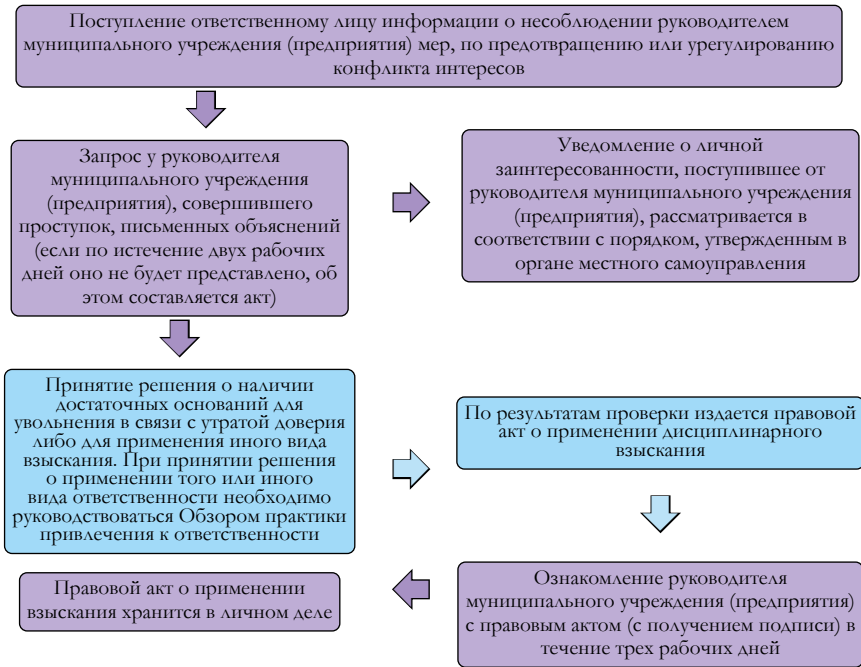 Поступление ответственному лицу информации о несоблюдении руководителем
муниципального учреждения (предприятия) мер, по предотвращению или урегулированию
конфликта интересов
Запрос у руководителя
муниципального учреждения
(предприятия), совершившего
проступок, письменных объяснений
(если по истечение двух рабочих
дней оно не будет представлено, об
этом составляется акт)
Уведомление о личной
заинтересованности, поступившее от
руководителя муниципального учреждения
(предприятия), рассматривается в
соответствии с порядком, утвержденным в
органе местного самоуправления
Принятие решения о наличии
достаточных оснований для
увольнения в связи с утратой доверия
либо для применения иного вида
взыскания. При принятии решения
о применении того или иного
вида ответственности необходимо
руководствоваться Обзором практики
привлечения к ответственности
По результатам проверки издается правовой
акт о применении дисциплинарного
взыскания
Ознакомление руководителя
муниципального учреждения (предприятия)
с правовым актом (с получением подписи) в
течение трех рабочих дней
Правовой акт о применении
взыскания хранится в личном деле